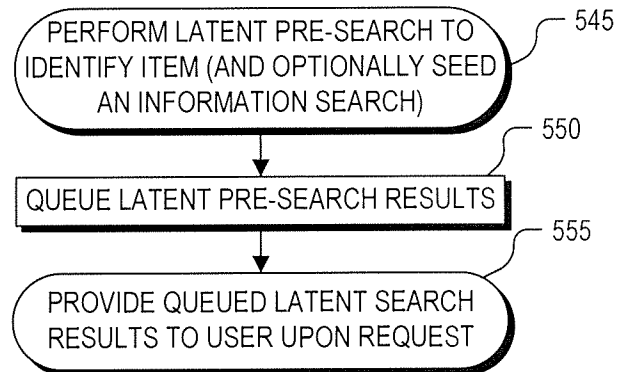 PERFORM LATENT PRE-SEARCH TO
IDENTIFY ITEM (AND OPTIONALLY SEED
AN INFORMATION SEARCH)
545
QUEUE LATENT PRE-SEARCH RESULTS
550
PROVIDE QUEUED LATENT SEARCH
RESULTS TO USER UPON REQUEST
555